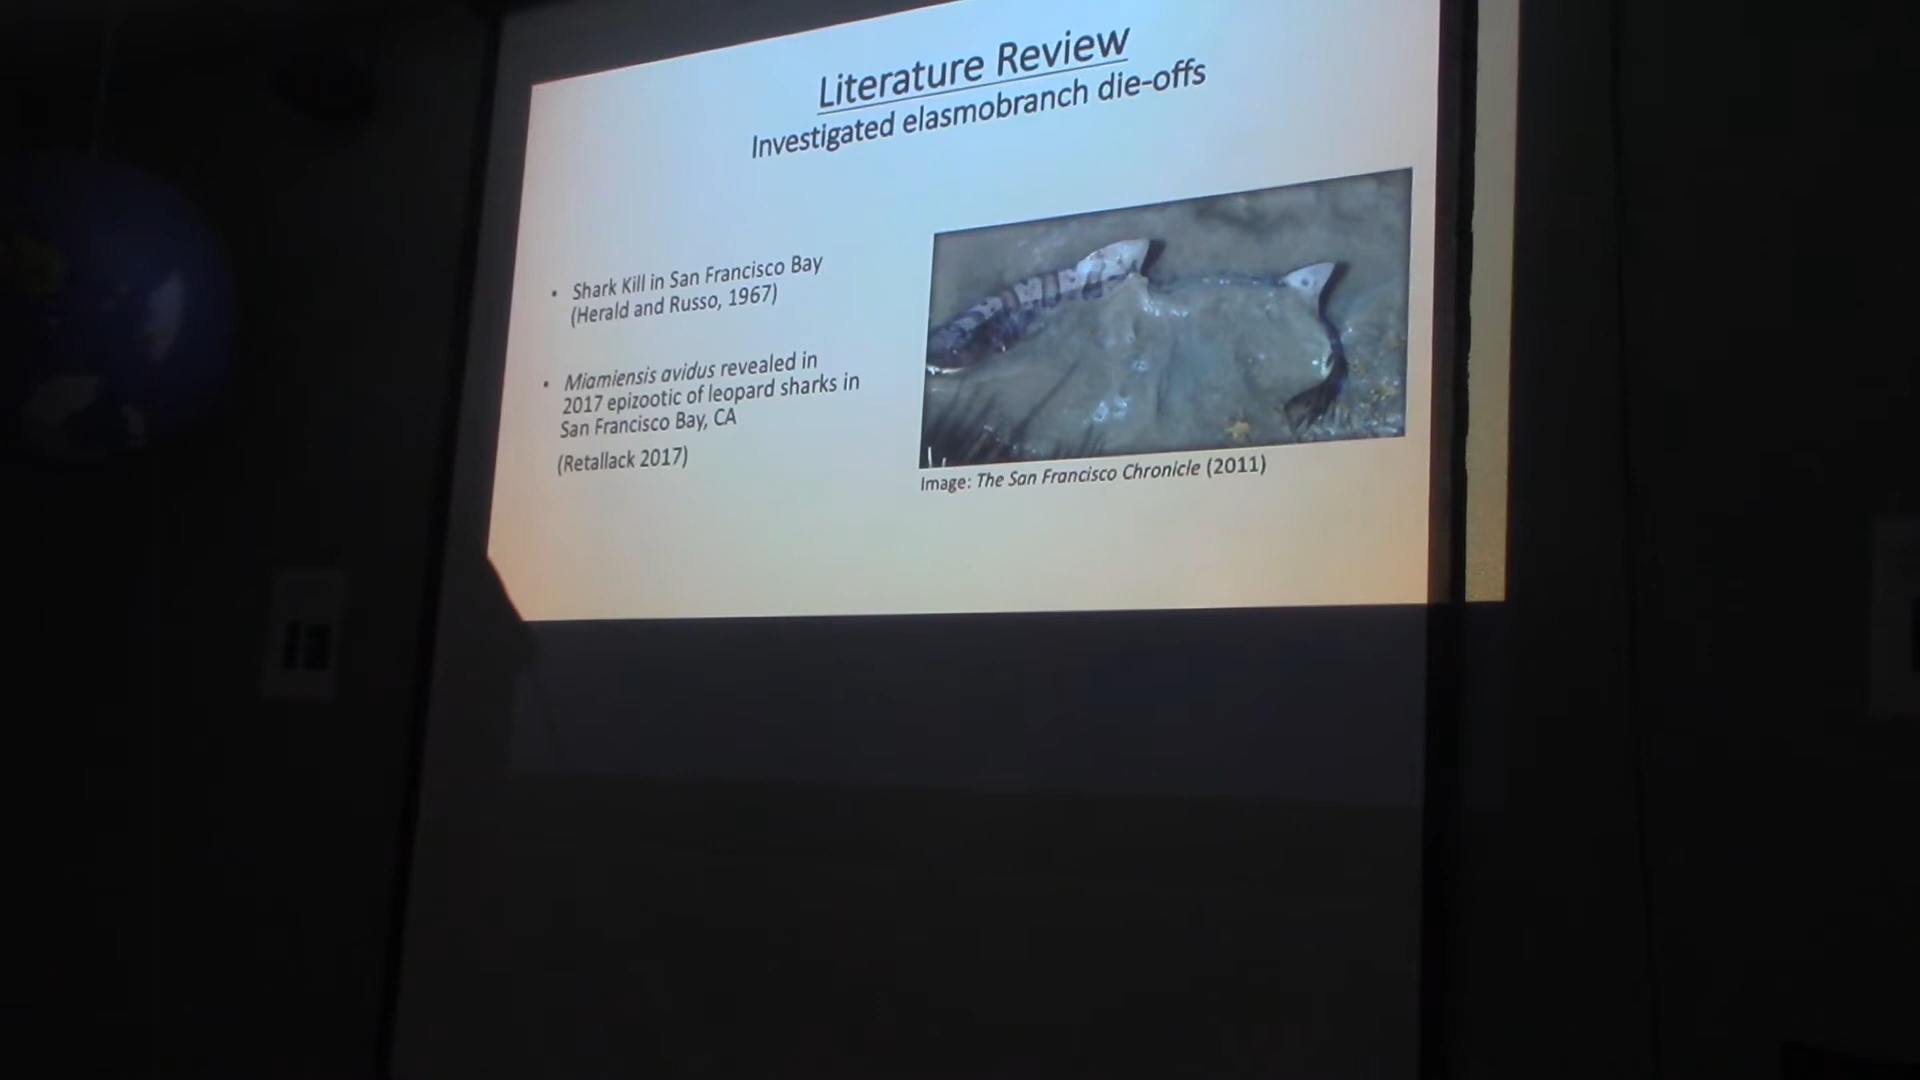 Literature Review
Investigated elasmobranch die-offs
• Shark Kill in San Francisco Bay
(Herald and Russo, 1967)
• Miamiensis avidus revealed in
2017 epizootic of leopard sharks in
San Francisco Bay, CA
(Retallack 2017)
Image: The San Francisco Chronicle (2011)